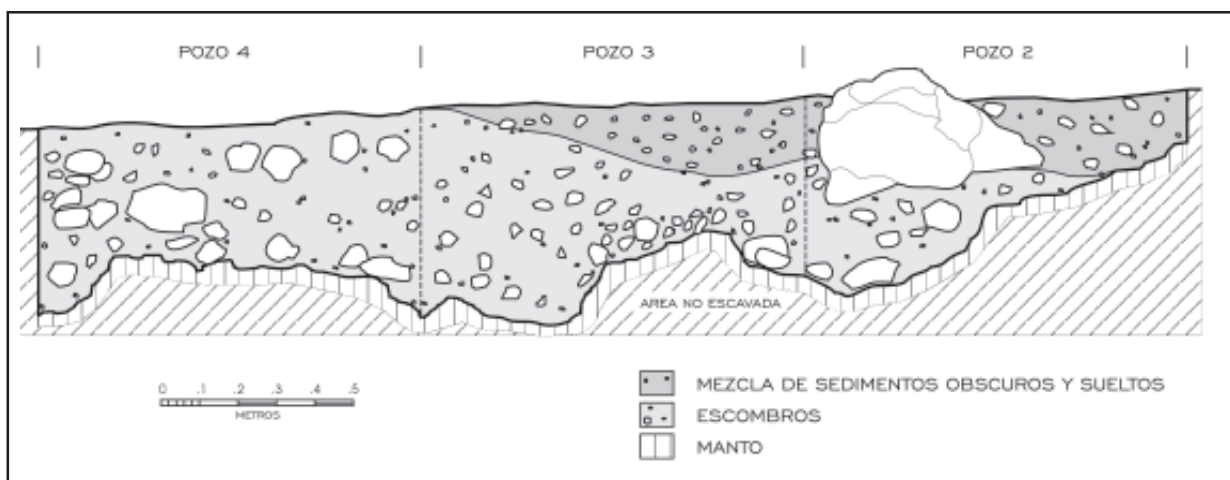 POZO 4 POZO 3 POZO 2
AREA NO ESCAVADA
0 .1 .2 .3 .4 .5
METROS
MEZCLA DE SEDIMENTOS OBSCUROS Y SUELTOS
ESCOMBROS
MANTO